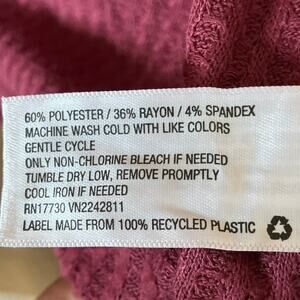 60% POLYESTER / 36% RAYON / 4% SPANDEX
MACHINE WASH COLD WITH LIKE COLORS
GENTLE CYCLE
ONLY NON-CHLORINE BLEACH IF NEEDED
TUMBLE DRY LOW, REMOVE PROMPTLY
COOL IRON IF NEEDED
RN17730 VN2242811
LABEL MADE FROM 100% RECYCLED PLASTIC